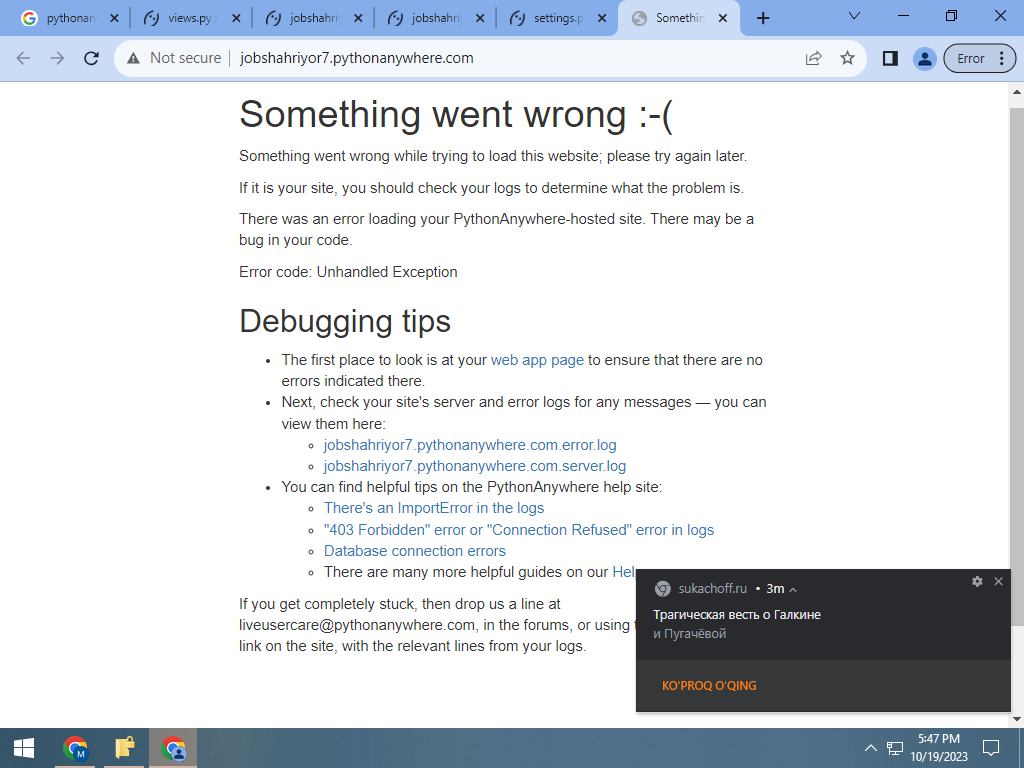 pythonan
views.py :
jobshahri
jobshahri
settings.p
Somethin
Not secure
jobshahriyor7.pythonanywhere.com
Error
Something went wrong :-(
Something went wrong while trying to load this website; please try again later.
If it is your site, you should check your logs to determine what the problem is.
There was an error loading your PythonAnywhere-hosted site. There may be a
bug in your code.
Error code: Unhandled Exception
Debugging tips
• The first place to look is at your web app page to ensure that there are no
errors indicated there.
• Next, check your site's server and error logs for any messages — you can
view them here:
jobshahriyor7.pythonanywhere.com.error.log
jobshahriyor7.pythonanywhere.com.server.log
• You can find helpful tips on the PythonAnywhere help site:
There's an ImportError in the logs
"403 Forbidden" error or "Connection Refused" error in logs
Database connection errors
There are many more helpful guides on our Hel
If you get completely stuck, then drop us a line at
liveusercare@pythonanywhere.com, in the forums, or using
link on the site, with the relevant lines from your logs.
sukachoff.ru • 3m
Трагическая весть о Галкине
и Пугачёвой
KO'PROQ O'QING
M
5:47 PM
10/19/2023